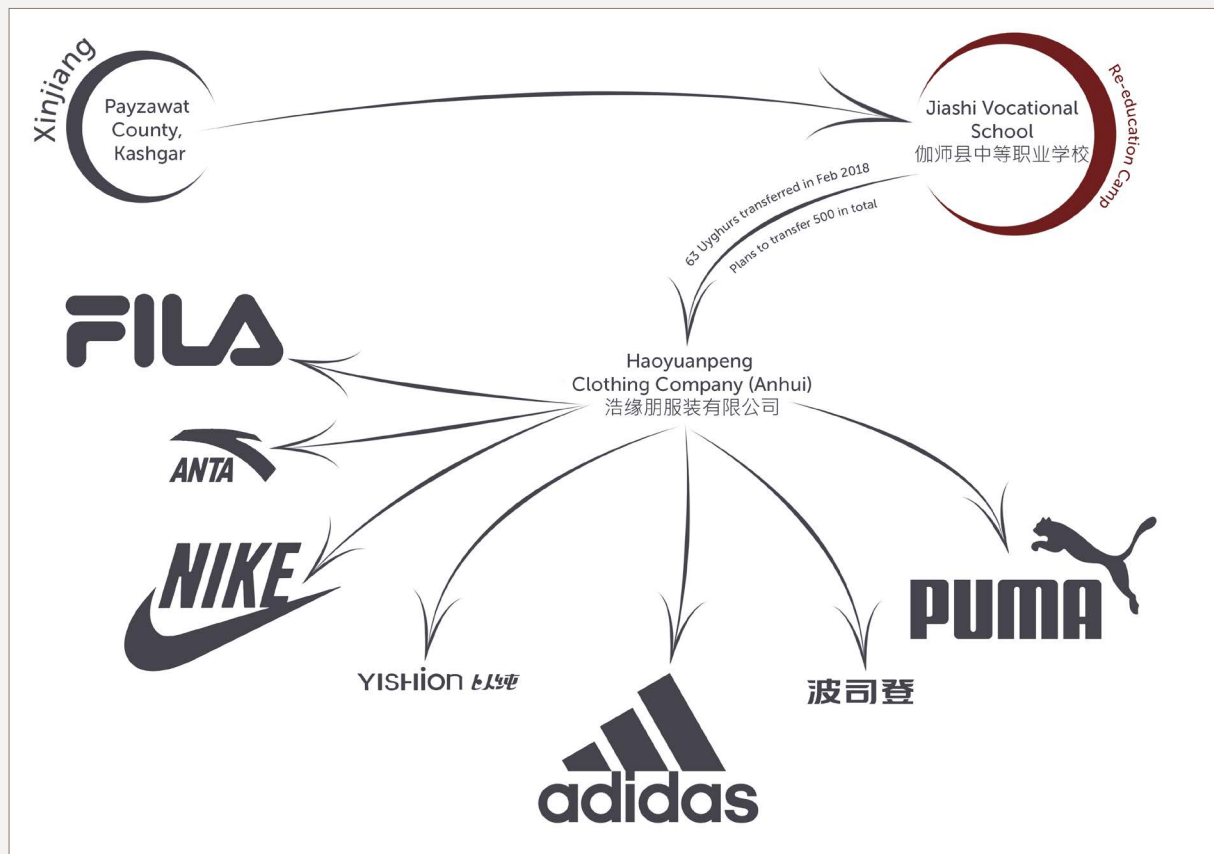 Xinjiang
Payzawat
County,
Kashgar
Jiashi Vocational
School
伽师县中等职业学校
Re-education Camp
63 Uyghurs transferred in Feb 2018
Plans to transfer 500 in total
Haoyuanpeng
Clothing Company (Anhui)
浩缘朋服装有限公司
FILA
ANTA
NIKE
YISHION 以纯
adidas
波司登
PUMA